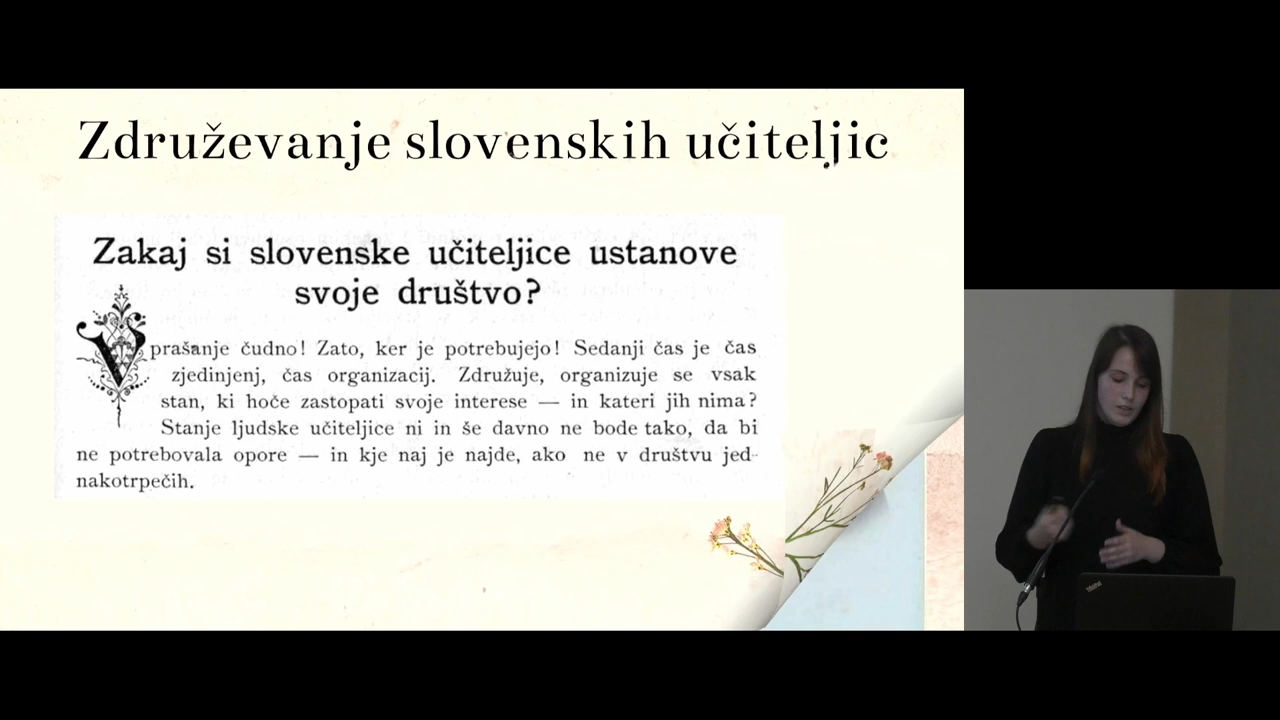 Združevanje slovenskih učiteljic
Zakaj si slovenske učiteljice ustanove
svoje društvo?
Vprašanje čudno! Zato, ker je potrebujejo! Sedanji čas je čas
zjedinjenj, čas organizacij. Združuje, organizuje se vsak
stan, ki hoče zastopati svoje interese — in kateri jih nima?
Stanje ljudske učiteljice ni in še davno ne bode tako, da bi
ne potrebovala opore — in kje naj je najde, ako ne v društvu jed-
nakotrpečih.